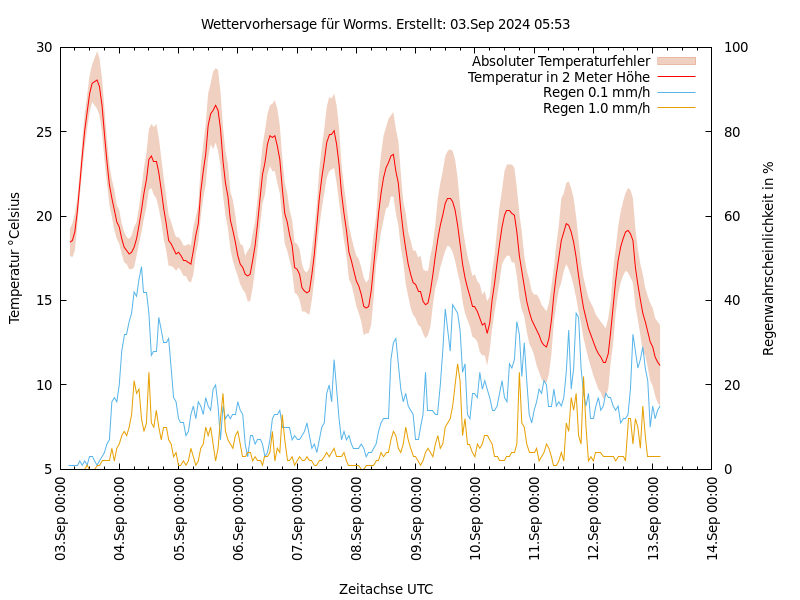 Wettervorhersage für Worms. Erstellt: 03.Sep 2024 05:53
Absoluter Temperaturfehler
Temperatur in 2 Meter Höhe
Regen 0.1 mm/h
Regen 1.0 mm/h
Temperatur °Celsius
30
25
20
15
10
5
100
80
60
40
20
0
Regenwahrscheinlichkeit in %
03.Sep 00:00
04.Sep 00:00
05.Sep 00:00
06.Sep 00:00
07.Sep 00:00
08.Sep 00:00
09.Sep 00:00
10.Sep 00:00
11.Sep 00:00
12.Sep 00:00
13.Sep 00:00
14.Sep 00:00
Zeitachse UTC